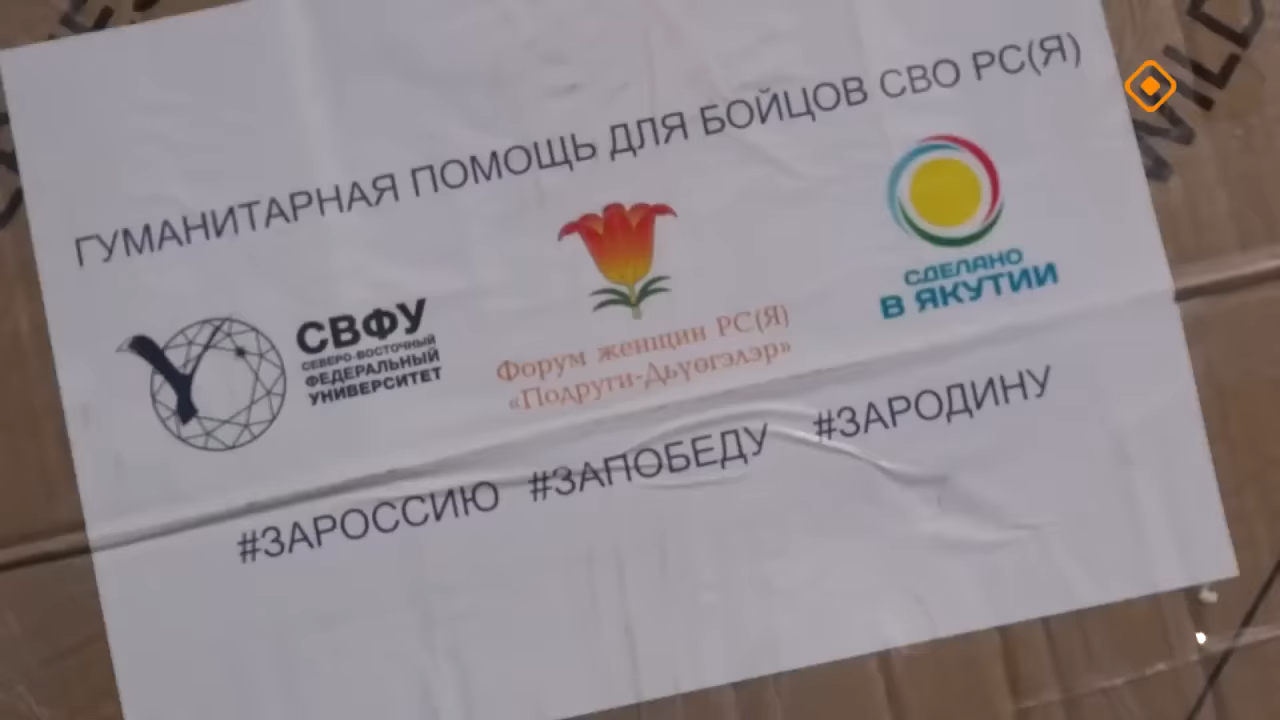 ГУМАНИТАРНАЯ ПОМОЩЬ ДЛЯ БОЙЦОВ СВО РС(Я)
СВФУ
СЕВЕРО-ВОСТОЧНЫЙ
ФЕДЕРАЛЬНЫЙ
УНИВЕРСИТЕТ
Форум женщин РС(Я)
«Подруги-Дьүөгэлэр»
СДЕЛАНО
В ЯКУТИИ
#ЗАРОССИЮ #ЗАПОБЕДУ #ЗАРОДИНУ